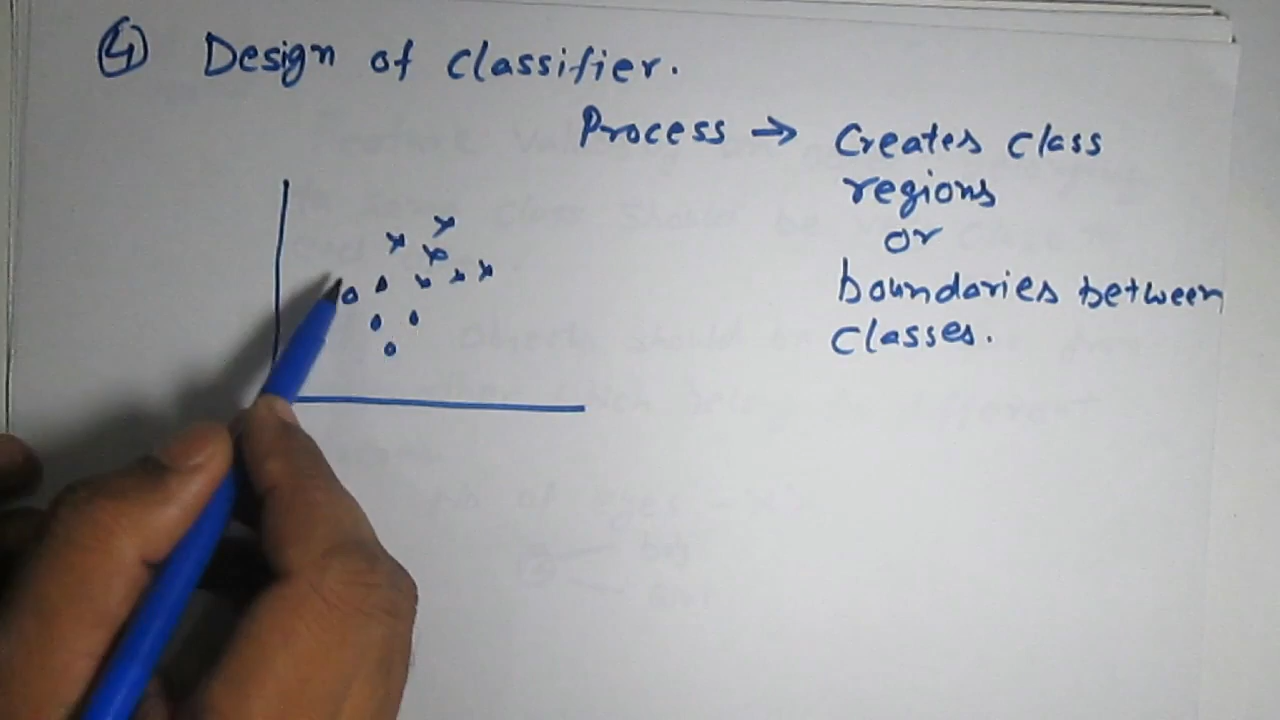 ④ Design of classifier.
Process → Creates class
regions
or
boundaries between
classes.